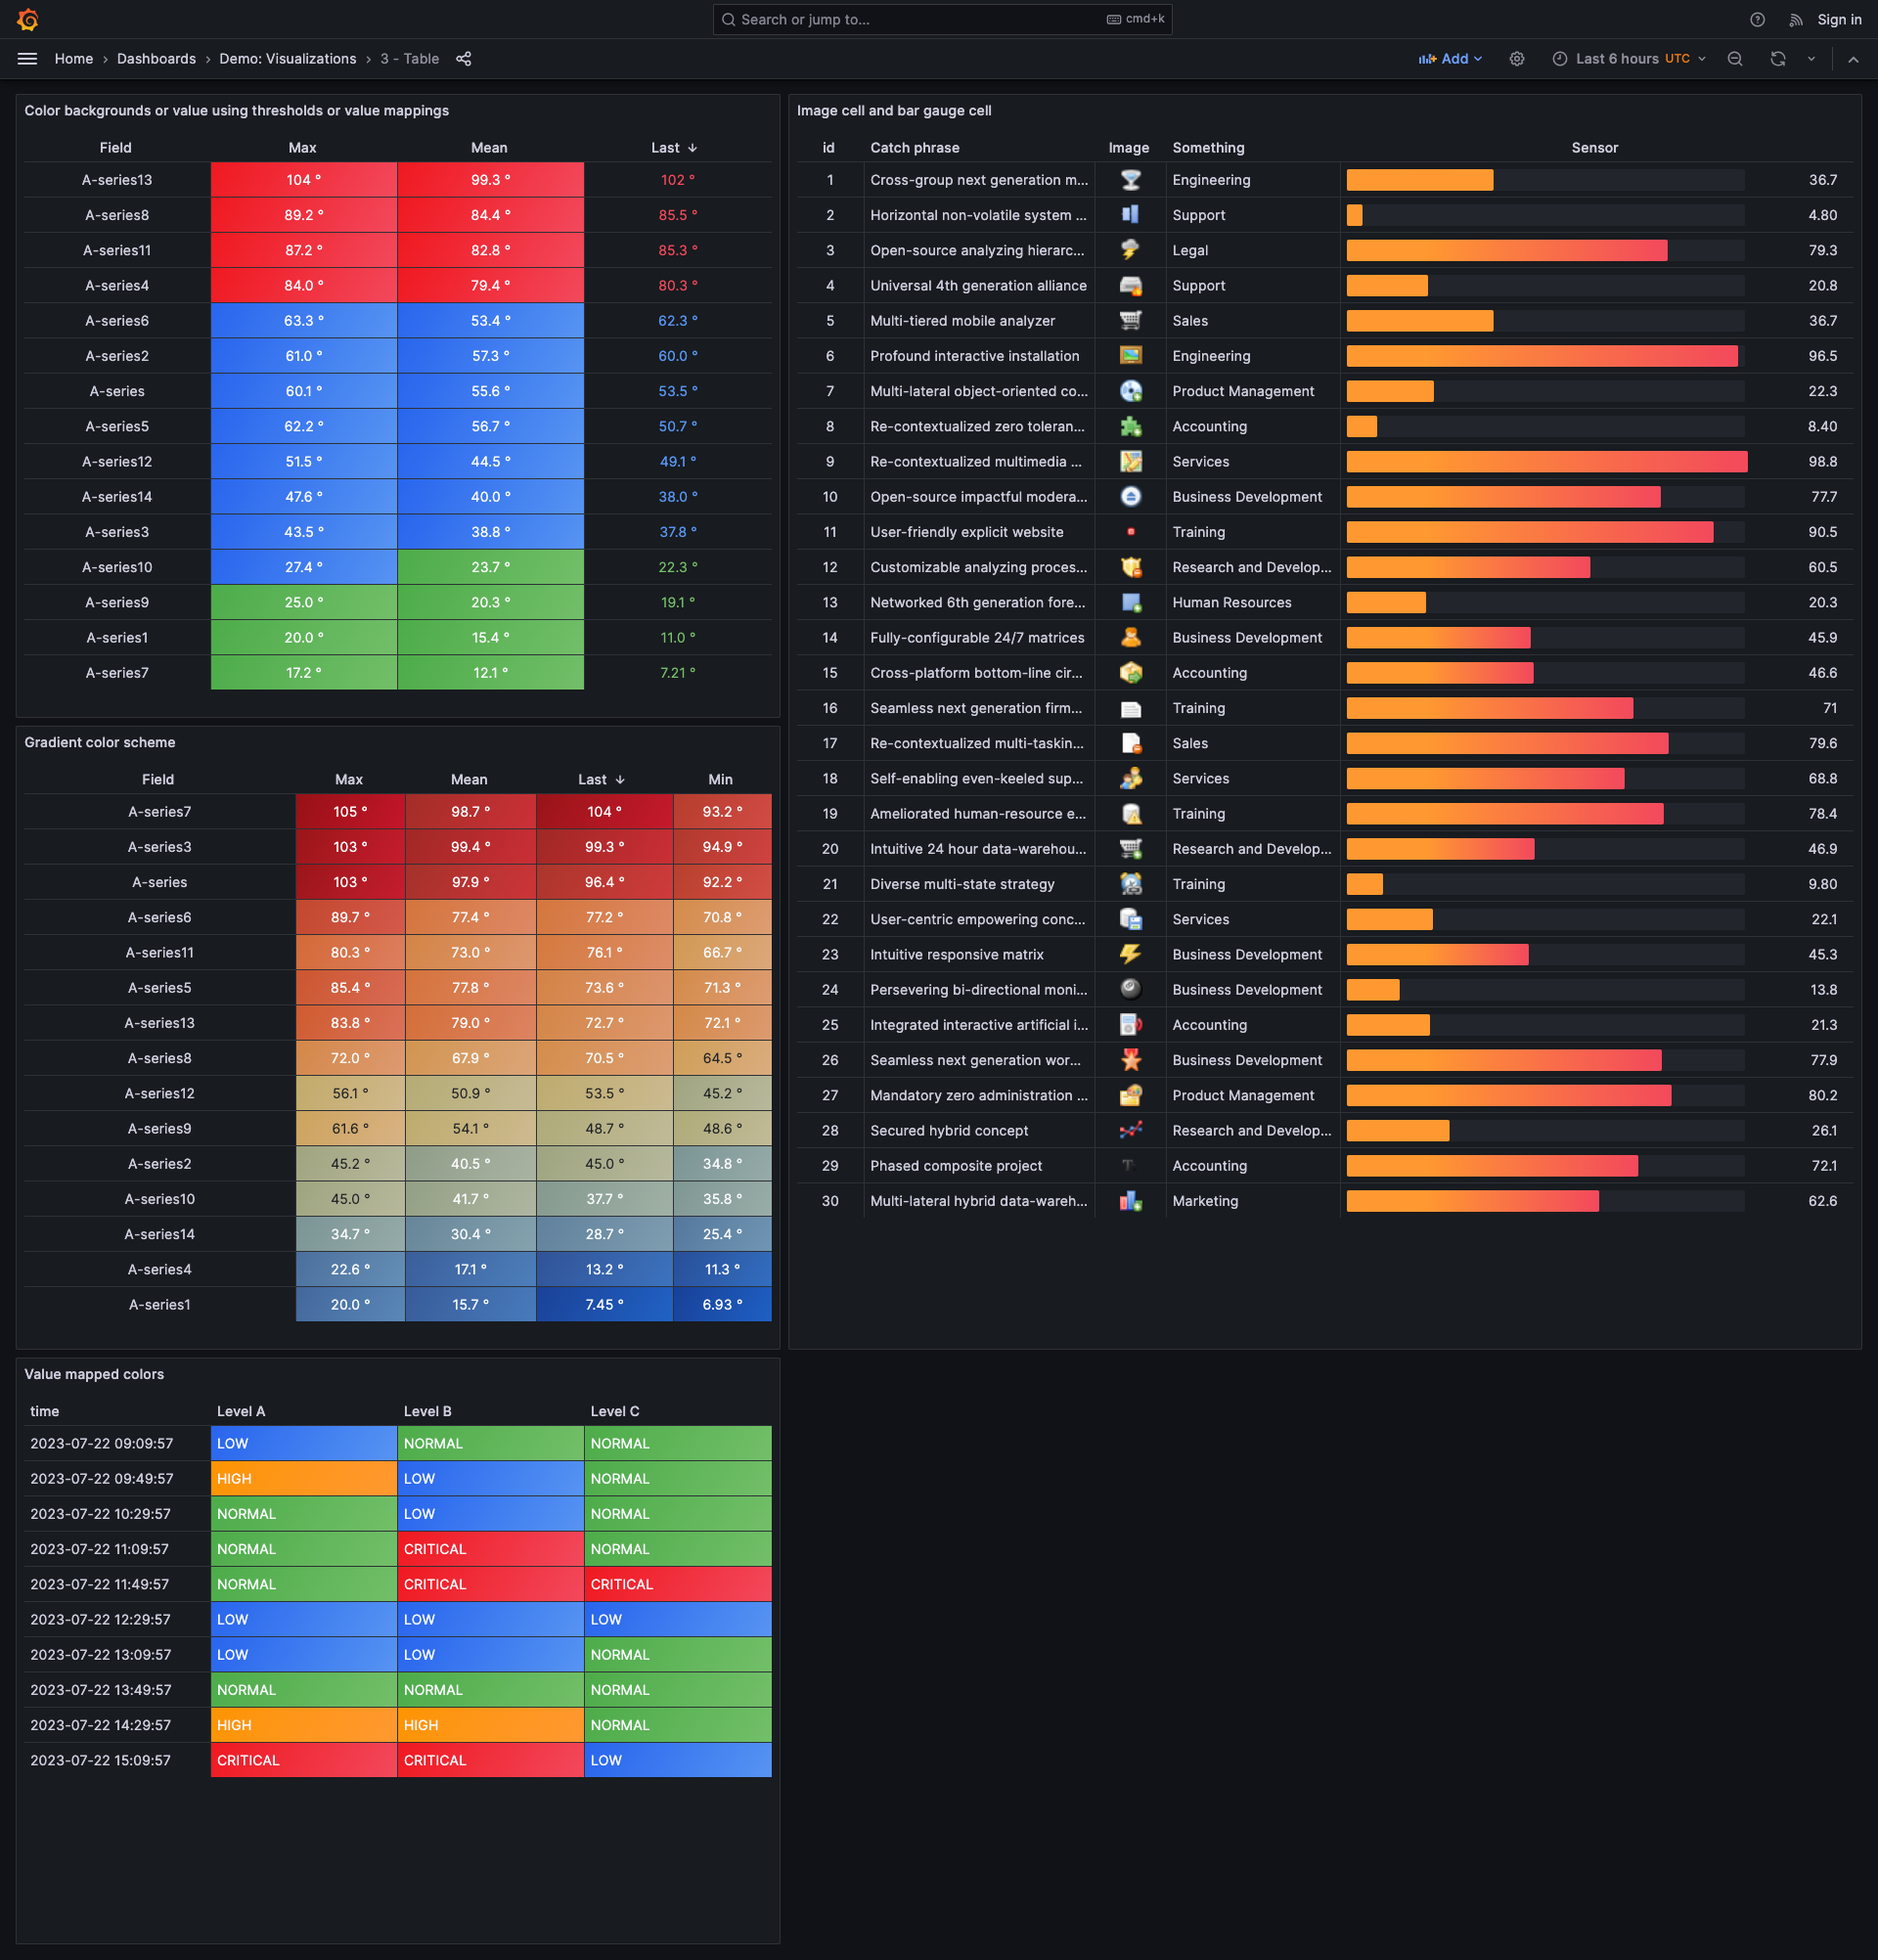 Search or jump to...
cmd+k
Sign in
Home › Dashboards › Demo: Visualizations › 3 - Table
Add
Last 6 hours UTC
Color backgrounds or value using thresholds or value mappings
Field Max Mean Last ↓
A-series13 104 ° 99.3 ° 102 °
A-series8 89.2 ° 84.4 ° 85.5 °
A-series11 87.2 ° 82.8 ° 85.3 °
A-series4 84.0 ° 79.4 ° 80.3 °
A-series6 63.3 ° 53.4 ° 62.3 °
A-series2 61.0 ° 57.3 ° 60.0 °
A-series 60.1 ° 55.6 ° 53.5 °
A-series5 62.2 ° 56.7 ° 50.7 °
A-series12 51.5 ° 44.5 ° 49.1 °
A-series14 47.6 ° 40.0 ° 38.0 °
A-series3 43.5 ° 38.8 ° 37.8 °
A-series10 27.4 ° 23.7 ° 22.3 °
A-series9 25.0 ° 20.3 ° 19.1 °
A-series1 20.0 ° 15.4 ° 11.0 °
A-series7 17.2 ° 12.1 ° 7.21 °
Gradient color scheme
Field Max Mean Last ↓ Min
A-series7 105 ° 98.7 ° 104 ° 93.2 °
A-series3 103 ° 99.4 ° 99.3 ° 94.9 °
A-series 103 ° 97.9 ° 96.4 ° 92.2 °
A-series6 89.7 ° 77.4 ° 77.2 ° 70.8 °
A-series11 80.3 ° 73.0 ° 76.1 ° 66.7 °
A-series5 85.4 ° 77.8 ° 73.6 ° 71.3 °
A-series13 83.8 ° 79.0 ° 72.7 ° 72.1 °
A-series8 72.0 ° 67.9 ° 70.5 ° 64.5 °
A-series12 56.1 ° 50.9 ° 53.5 ° 45.2 °
A-series9 61.6 ° 54.1 ° 48.7 ° 48.6 °
A-series2 45.2 ° 40.5 ° 45.0 ° 34.8 °
A-series10 45.0 ° 41.7 ° 37.7 ° 35.8 °
A-series14 34.7 ° 30.4 ° 28.7 ° 25.4 °
A-series4 22.6 ° 17.1 ° 13.2 ° 11.3 °
A-series1 20.0 ° 15.7 ° 7.45 ° 6.93 °
Value mapped colors
time Level A Level B Level C
2023-07-22 09:09:57 LOW NORMAL NORMAL
2023-07-22 09:49:57 HIGH LOW NORMAL
2023-07-22 10:29:57 NORMAL LOW NORMAL
2023-07-22 11:09:57 NORMAL CRITICAL NORMAL
2023-07-22 11:49:57 NORMAL CRITICAL CRITICAL
2023-07-22 12:29:57 LOW LOW LOW
2023-07-22 13:09:57 LOW LOW NORMAL
2023-07-22 13:49:57 NORMAL NORMAL NORMAL
2023-07-22 14:29:57 HIGH HIGH NORMAL
2023-07-22 15:09:57 CRITICAL CRITICAL LOW
Image cell and bar gauge cell
id Catch phrase Image Something Sensor
1 Cross-group next generation m... Engineering 36.7
2 Horizontal non-volatile system ... Support 4.80
3 Open-source analyzing hierarc... Legal 79.3
4 Universal 4th generation alliance Support 20.8
5 Multi-tiered mobile analyzer Sales 36.7
6 Profound interactive installation Engineering 96.5
7 Multi-lateral object-oriented co... Product Management 22.3
8 Re-contextualized zero toleran... Accounting 8.40
9 Re-contextualized multimedia ... Services 98.8
10 Open-source impactful modera... Business Development 77.7
11 User-friendly explicit website Training 90.5
12 Customizable analyzing proces... Research and Develop... 60.5
13 Networked 6th generation fore... Human Resources 20.3
14 Fully-configurable 24/7 matrices Business Development 45.9
15 Cross-platform bottom-line cir... Accounting 46.6
16 Seamless next generation firm... Training 71
17 Re-contextualized multi-taskin... Sales 79.6
18 Self-enabling even-keeled sup... Services 68.8
19 Ameliorated human-resource e... Training 78.4
20 Intuitive 24 hour data-warehou... Research and Develop... 46.9
21 Diverse multi-state strategy Training 9.80
22 User-centric empowering conc... Services 22.1
23 Intuitive responsive matrix Business Development 45.3
24 Persevering bi-directional moni... Business Development 13.8
25 Integrated interactive artificial i... Accounting 21.3
26 Seamless next generation wor... Business Development 77.9
27 Mandatory zero administration ... Product Management 80.2
28 Secured hybrid concept Research and Develop... 26.1
29 Phased composite project Accounting 72.1
30 Multi-lateral hybrid data-wareh... Marketing 62.6